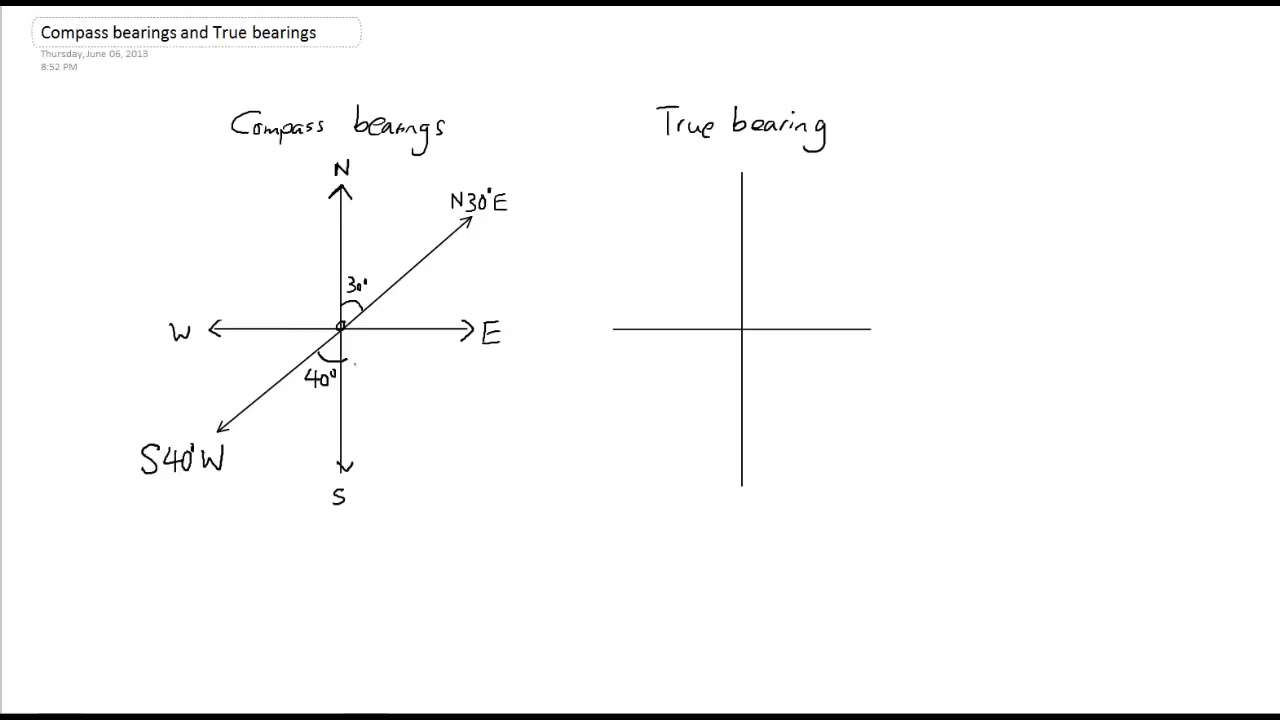 Compass bearings and True bearings
Thursday, June 06, 2013
8:52 PM
Compass bearings
True bearing
N
N30°E
30°
W
E
40°
S40°W
S